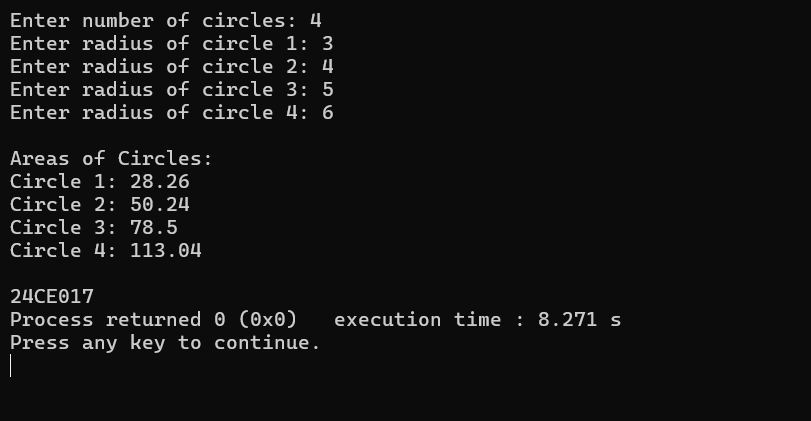 Enter number of circles: 4
Enter radius of circle 1: 3
Enter radius of circle 2: 4
Enter radius of circle 3: 5
Enter radius of circle 4: 6
Areas of Circles:
Circle 1: 28.26
Circle 2: 50.24
Circle 3: 78.5
Circle 4: 113.04
24CE017
Process returned 0 (0x0)   execution time : 8.271 s
Press any key to continue.